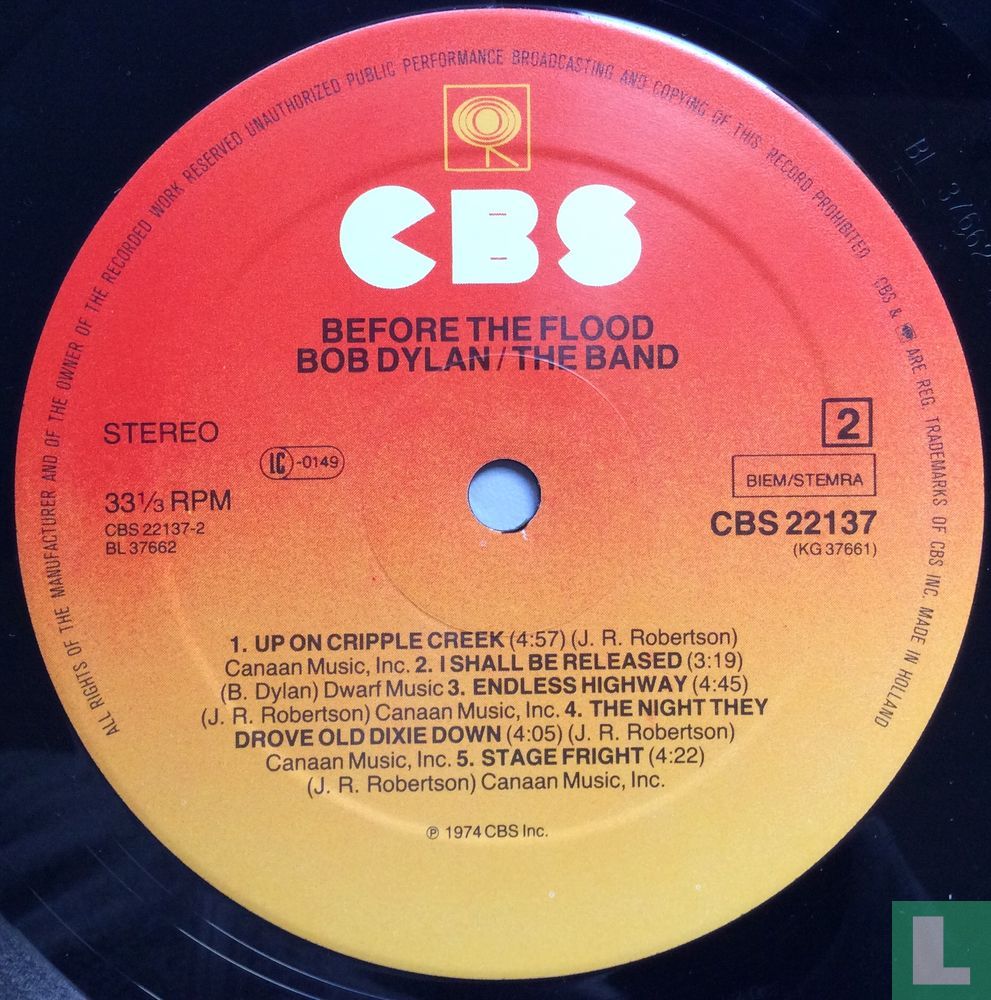 ALL RIGHTS OF THE MANUFACTURER AND OF THE OWNER OF THE RECORDED WORK RESERVED UNAUTHORIZED PUBLIC PERFORMANCE BROADCASTING AND COPYING OF THIS RECORD PROHIBITED CBS & ARE REG. TRADEMARKS OF CBS INC. MADE IN HOLLAND
CBS
BEFORE THE FLOOD
BOB DYLAN / THE BAND
STEREO
2
IC -0149
BIEM/STEMRA
33 1/3 RPM
CBS 22137
CBS 22137-2
(KG 37661)
BL 37662
1. UP ON CRIPPLE CREEK (4:57) (J. R. Robertson)
Canaan Music, Inc. 2. I SHALL BE RELEASED (3:19)
(B. Dylan) Dwarf Music 3. ENDLESS HIGHWAY (4:45)
(J. R. Robertson) Canaan Music, Inc. 4. THE NIGHT THEY
DROVE OLD DIXIE DOWN (4:05) (J. R. Robertson)
Canaan Music, Inc. 5. STAGE FRIGHT (4:22)
(J. R. Robertson) Canaan Music, Inc.
℗ 1974 CBS Inc.
BL 37662
L